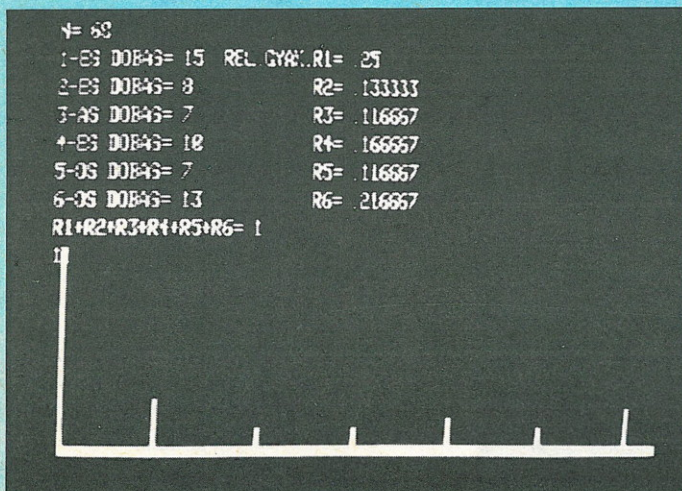 N= 60
1-ES DOBAS= 15 REL.GYAK.R1= .25
2-ES DOBAS= 8 R2= .133333
3-AS DOBAS= 7 R3= .116667
4-ES DOBAS= 10 R4= .166667
5-OS DOBAS= 7 R5= .116667
6-OS DOBAS= 13 R6= .216667
R1+R2+R3+R4+R5+R6= 1
1